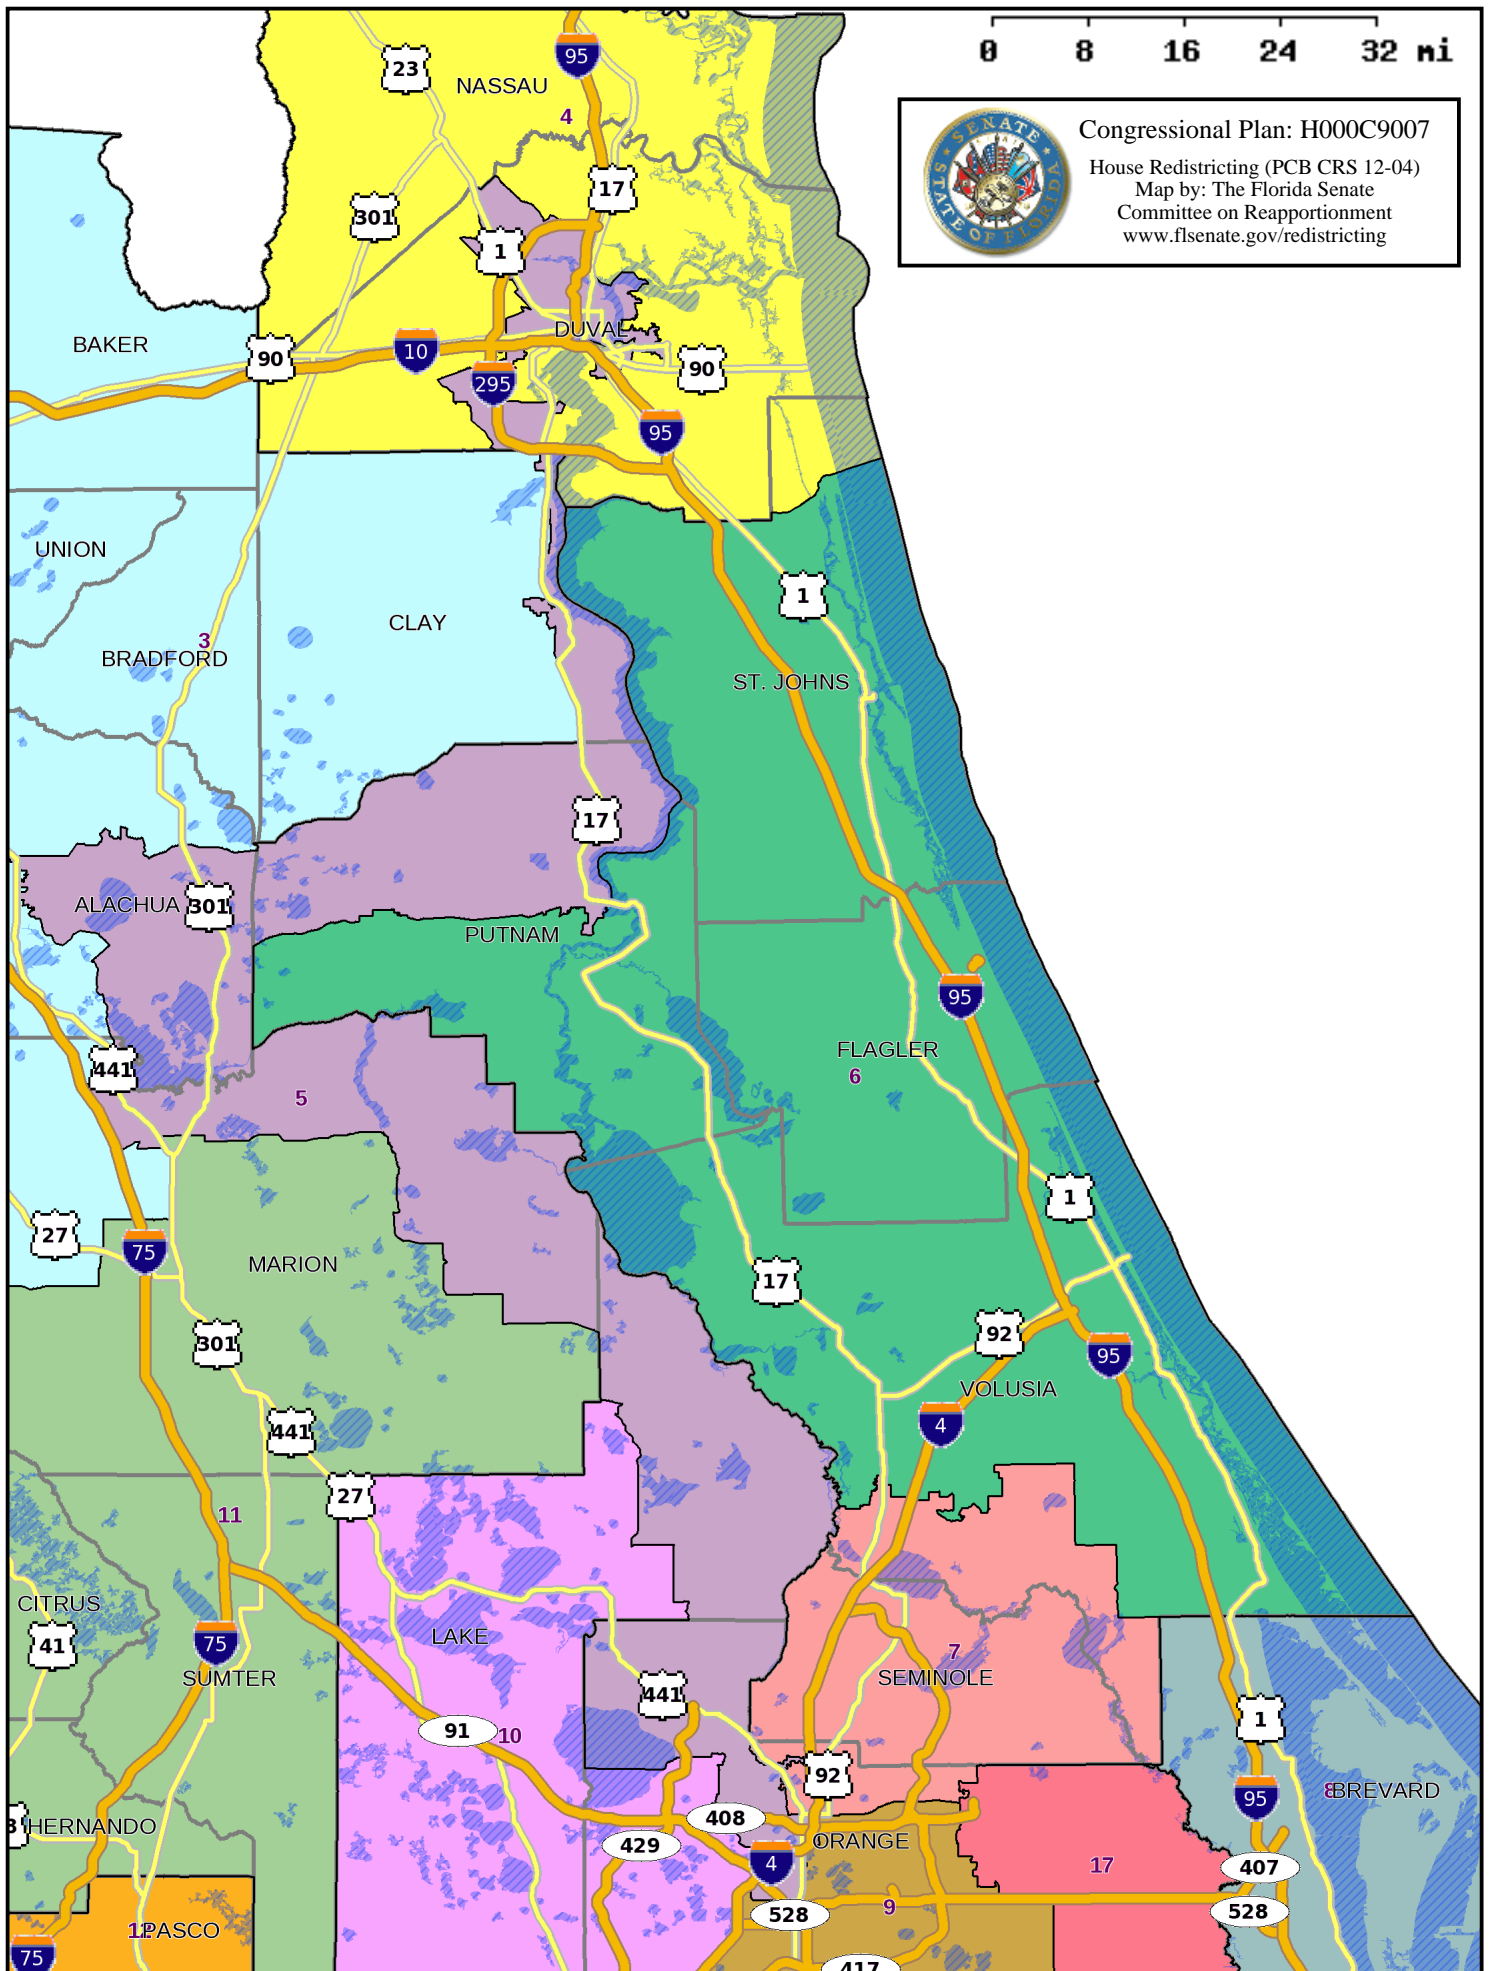 0 8 16 24 32 mi
Congressional Plan: H000C9007
House Redistricting (PCB CRS 12-04)
Map by: The Florida Senate
Committee on Reapportionment
www.flsenate.gov/redistricting
SENATE
STATE OF FLORIDA
23
95
NASSAU
4
17
301
1
BAKER
DUVAL
90
10
90
295
95
UNION
1
CLAY
3
BRADFORD
ST. JOHNS
17
ALACHUA
301
PUTNAM
95
FLAGLER
6
441
5
1
27
75
MARION
17
301
92
95
VOLUSIA
4
441
27
11
CITRUS
41
75
LAKE
SUMTER
7
SEMINOLE
441
1
91
10
92
95
8
BREVARD
HERNANDO
408
429
ORANGE
4
17
407
528
9
528
12
PASCO
75
417